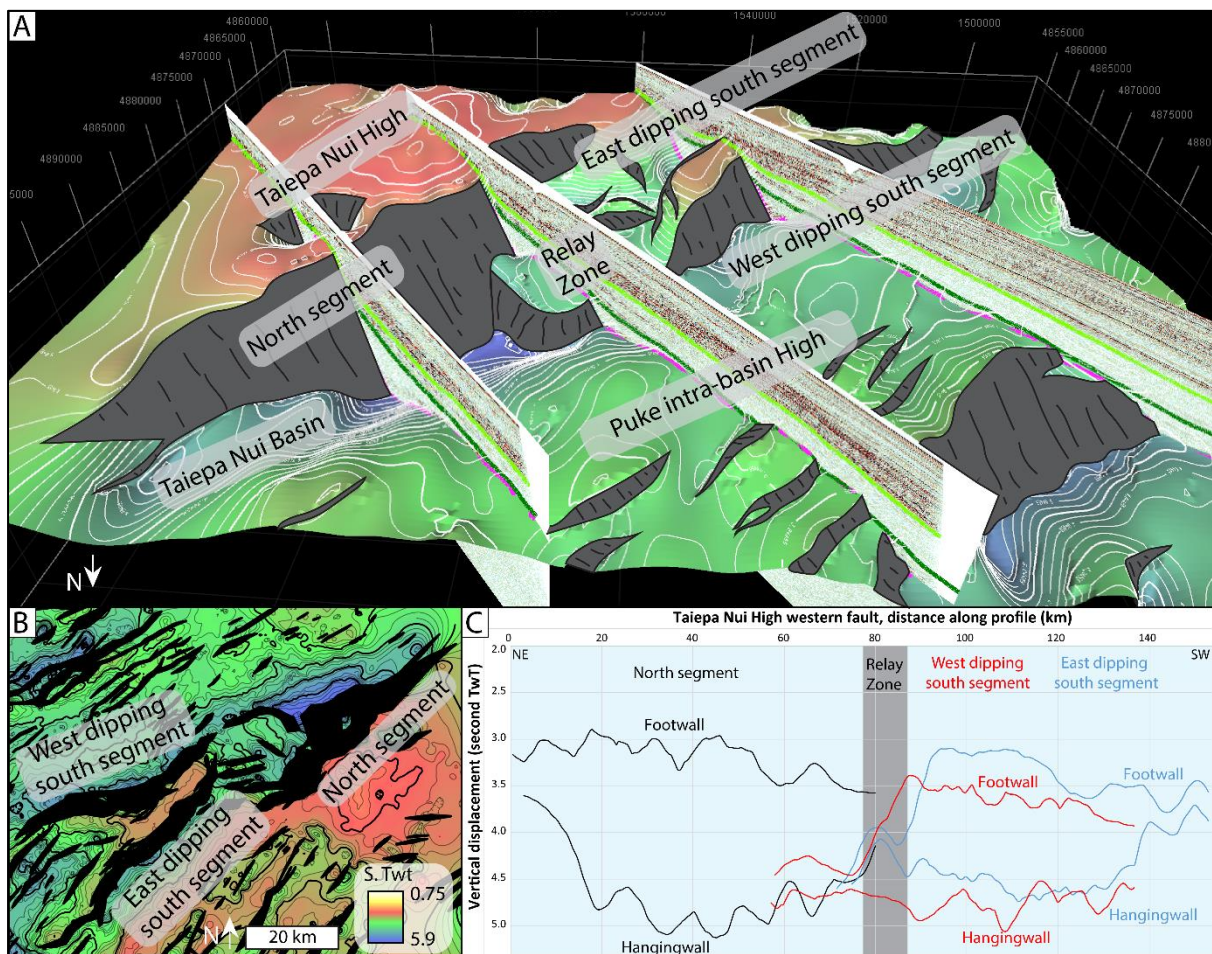 A
4860000
4865000
4870000
4875000
4880000
4885000
4890000
5000
1540000
1520000
1500000
4855000
4860000
4865000
4870000
4875000
4880
Taiepa Nui High
East dipping south segment
West dipping south segment
North segment
Relay
Zone
Puke intra-basin High
Taiepa Nui Basin
N
B
West dipping
south segment
North segment
East dipping
south segment
N
20 km
S.Twt
0.75
5.9
C
Taiepa Nui High western fault, distance along profile (km)
20
40
60
80
100
120
140
Vertical displacement (second TwT)
2.0
2.5
3.0
3.5
4.0
4.5
5.0
NE
SW
North segment
Relay
Zone
West dipping
south segment
East dipping
south segment
Footwall
Footwall
Footwall
Hangingwall
Hangingwall
Hangingwall